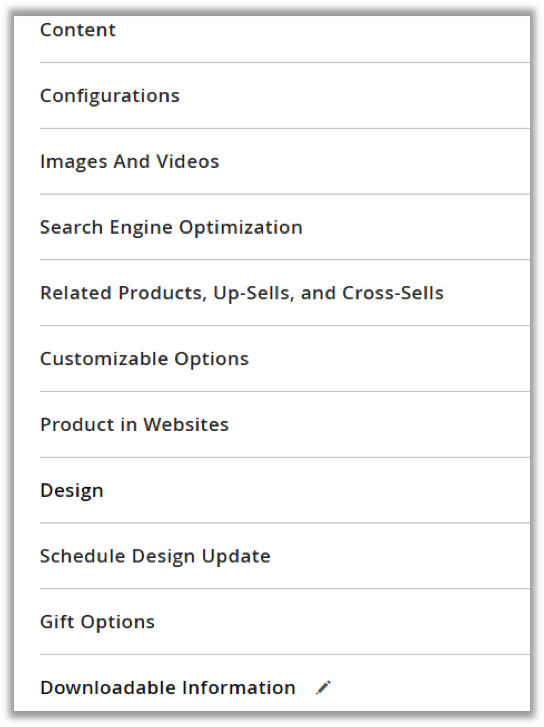 Content
Configurations
Images And Videos
Search Engine Optimization
Related Products, Up-Sells, and Cross-Sells
Customizable Options
Product in Websites
Design
Schedule Design Update
Gift Options
Downloadable Information